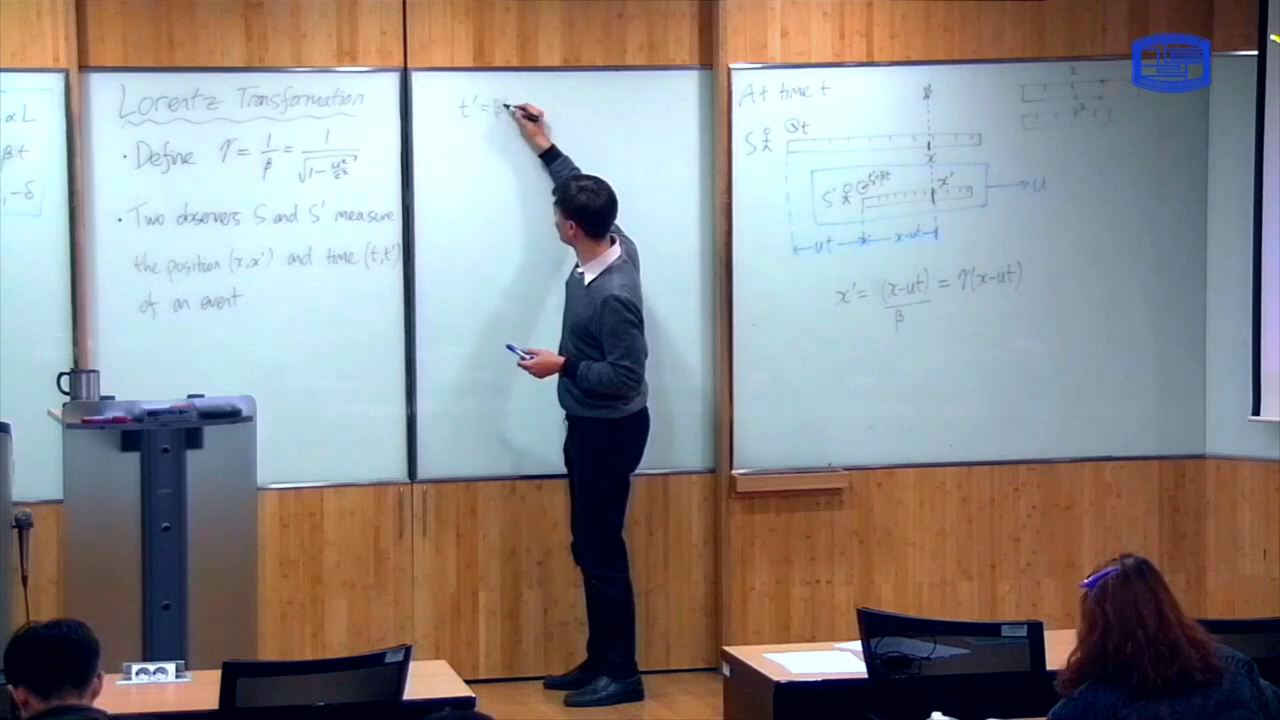 α L
β t
, -δ
Lorentz Transformation
· Define γ = 1/β = 1/√(1-u²/c²)
· Two observers S and S' measure
the position (x,x') and time (t,t')
of an event.
t' = β
At time t
x
S t
x
S' t'=βt x' u
ut x-ut
x' = (x-ut)/β = γ(x-ut)